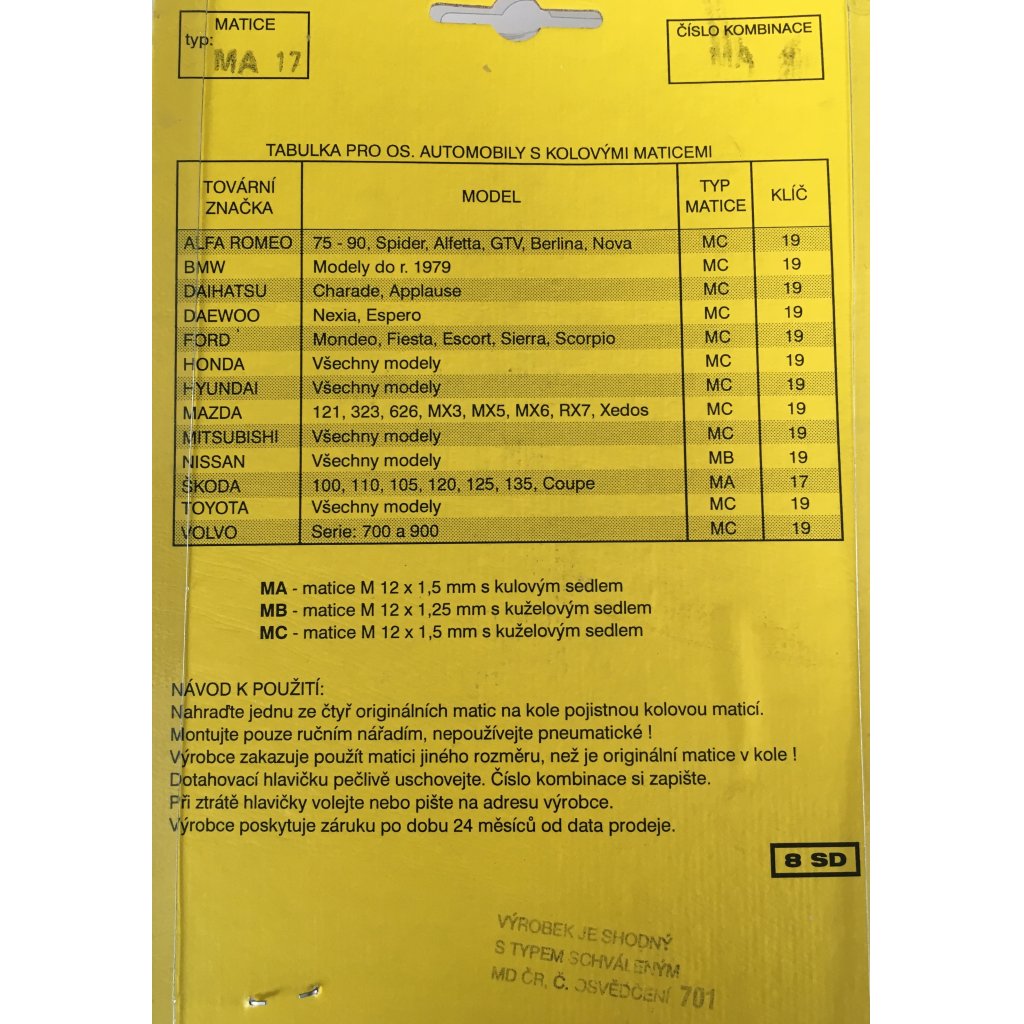 MATICE
typ:
MA 17
ČÍSLO KOMBINACE
MA
TABULKA PRO OS. AUTOMOBILY S KOLOVÝMI MATICEMI
TOVÁRNÍ ZNAČKA MODEL TYP MATICE KLÍČ
ALFA ROMEO 75 - 90, Spider, Alfetta, GTV, Berlina, Nova MC 19
BMW Modely do r. 1979 MC 19
DAIHATSU Charade, Applause MC 19
DAEWOO Nexia, Espero MC 19
FORD Mondeo, Fiesta, Escort, Sierra, Scorpio MC 19
HONDA Všechny modely MC 19
HYUNDAI Všechny modely MC 19
MAZDA 121, 323, 626, MX3, MX5, MX6, RX7, Xedos MC 19
MITSUBISHI Všechny modely MC 19
NISSAN Všechny modely MB 19
ŠKODA 100, 110, 105, 120, 125, 135, Coupe MA 17
TOYOTA Všechny modely MC 19
VOLVO Serie: 700 a 900 MC 19
MA - matice M 12 x 1,5 mm s kulovým sedlem
MB - matice M 12 x 1,25 mm s kuželovým sedlem
MC - matice M 12 x 1,5 mm s kuželovým sedlem
NÁVOD K POUŽITÍ:
Nahraďte jednu ze čtyř originálních matic na kole pojistnou kolovou maticí.
Montujte pouze ručním nářadím, nepoužívejte pneumatické !
Výrobce zakazuje použít matici jiného rozměru, než je originální matice v kole !
Dotahovací hlavičku pečlivě uschovejte. Číslo kombinace si zapište.
Při ztrátě hlavičky volejte nebo pište na adresu výrobce.
Výrobce poskytuje záruku po dobu 24 měsíců od data prodeje.
8 SD
VÝROBEK JE SHODNÝ
S TYPEM SCHVÁLENÝM
MD ČR, Č. OSVĚDČENÍ 701